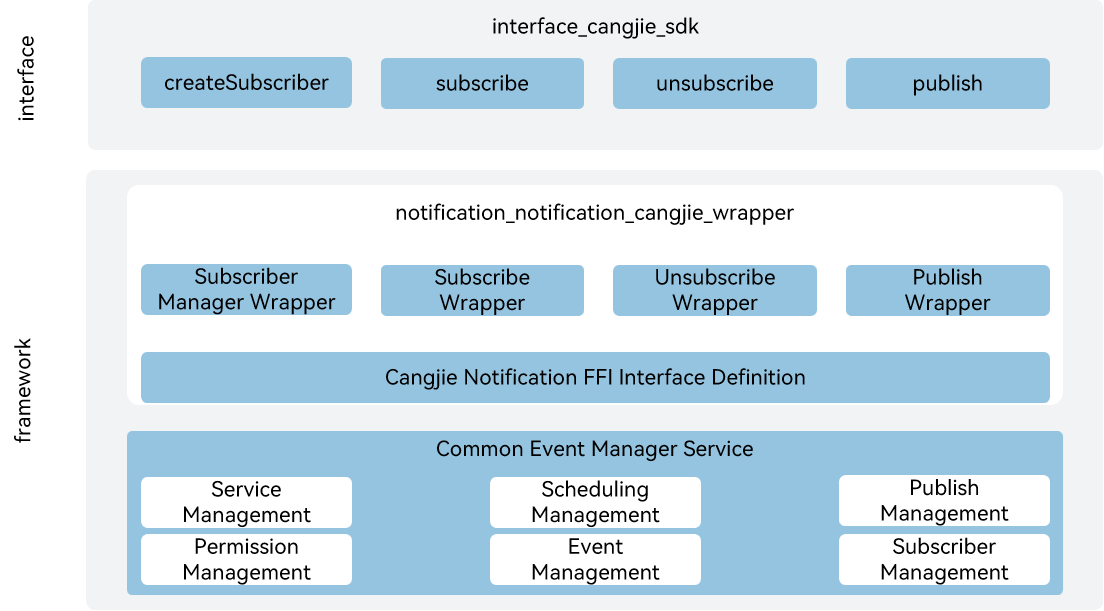 interface
interface_cangjie_sdk
createSubscriber
subscribe
unsubscribe
publish
framework
notification_notification_cangjie_wrapper
Subscriber
Manager Wrapper
Subscribe
Wrapper
Unsubscribe
Wrapper
Publish
Wrapper
Cangjie Notification FFI Interface Definition
Common Event Manager Service
Service
Management
Scheduling
Management
Publish
Management
Permission
Management
Event
Management
Subscriber
Management